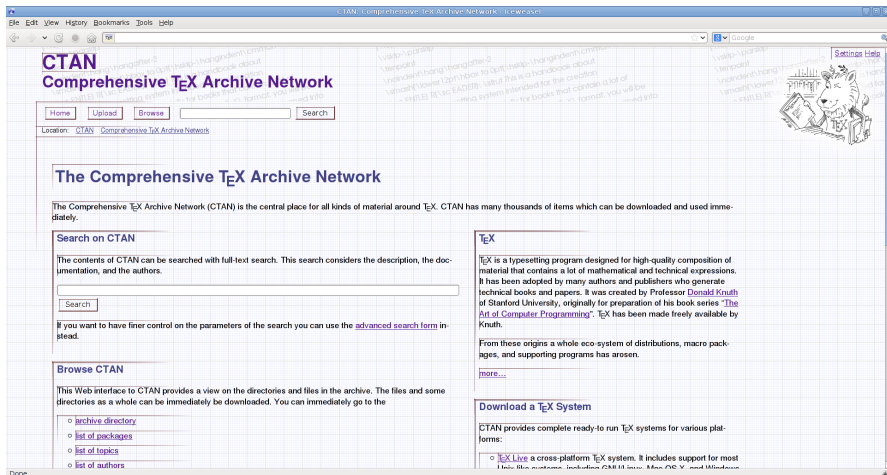 CTAN: Comprehensive TeX Archive Network - Iceweasel
File Edit View History Bookmarks Tools Help
Google
Settings Help
CTAN
Comprehensive TEX Archive Network
Home Upload Browse Search
Location: CTAN Comprehensive TeX Archive Network
TEX
The Comprehensive TEX Archive Network
The Comprehensive TEX Archive Network (CTAN) is the central place for all kinds of material around TEX. CTAN has many thousands of items which can be downloaded and used imme-
diately.
Search on CTAN
The contents of CTAN can be searched with full-text search. This search considers the description, the doc-
umentation, and the authors.
Search
If you want to have finer control on the parameters of the search you can use the advanced search form in-
stead.
Browse CTAN
This Web interface to CTAN provides a view on the directories and files in the archive. The files and some
directories as a whole can be immediately be downloaded. You can immediately go to the
archive directory
list of packages
list of topics
list of authors
TEX
TEX is a typesetting program designed for high-quality composition of
material that contains a lot of mathematical and technical expressions.
It has been adopted by many authors and publishers who generate
technical books and papers. It was created by Professor Donald Knuth
of Stanford University, originally for preparation of his book series “The
Art of Computer Programming”. TEX has been made freely available by
Knuth.
From these origins a whole eco-system of distributions, macro pack-
ages, and supporting programs has arosen.
more…
Download a TEX System
CTAN provides complete ready-to run TEX systems for various plat-
forms:
TEX Live a cross-platform TEX system. It includes support for most
Unix-like systems, including GNU/Linux, Mac OS X, and Windows
Done